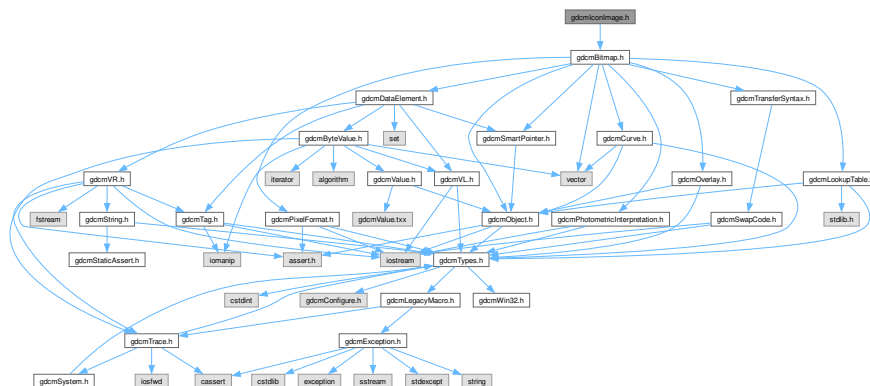 gdcmIconImage.h
gdcmBitmap.h
gdcmDataElement.h
gdcmTransferSyntax.h
gdcmByteValue.h
set
gdcmSmartPointer.h
gdcmCurve.h
gdcmVR.h
iterator
algorithm
gdcmValue.h
gdcmVL.h
vector
gdcmOverlay.h
gdcmLookupTable.
fstream
gdcmString.h
gdcmTag.h
gdcmPixelFormat.h
gdcmValue.txx
gdcmObject.h
gdcmPhotometricInterpretation.h
gdcmSwapCode.h
stdlib.h
gdcmStaticAssert.h
iomanip
assert.h
iostream
gdcmTypes.h
cstdint
gdcmConfigure.h
gdcmLegacyMacro.h
gdcmWin32.h
gdcmTrace.h
gdcmException.h
gdcmSystem.h
iosfwd
cassert
cstdlib
exception
sstream
stdexcept
string